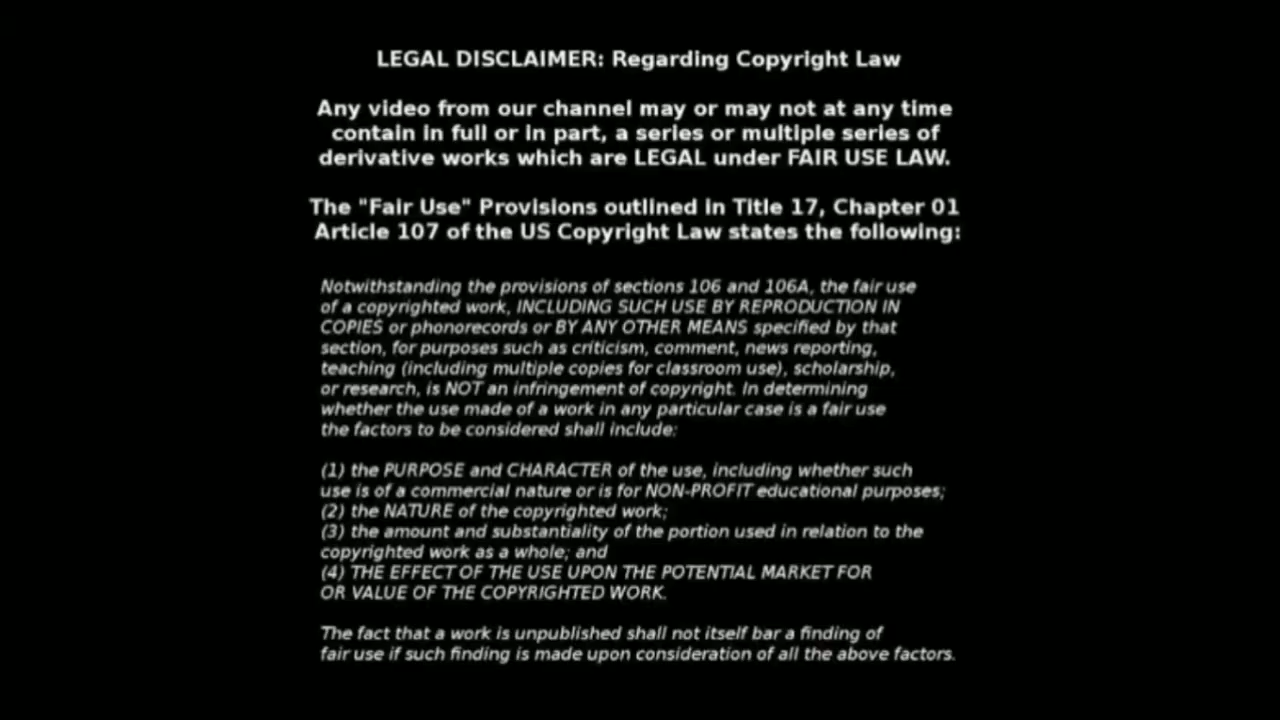 LEGAL DISCLAIMER: Regarding Copyright Law
Any video from our channel may or may not at any time
contain in full or in part, a series or multiple series of
derivative works which are LEGAL under FAIR USE LAW.
The "Fair Use" Provisions outlined in Title 17, Chapter 01
Article 107 of the US Copyright Law states the following:
Notwithstanding the provisions of sections 106 and 106A, the fair use
of a copyrighted work, INCLUDING SUCH USE BY REPRODUCTION IN
COPIES or phonorecords or BY ANY OTHER MEANS specified by that
section, for purposes such as criticism, comment, news reporting,
teaching (including multiple copies for classroom use), scholarship,
or research, is NOT an infringement of copyright. In determining
whether the use made of a work in any particular case is a fair use
the factors to be considered shall include:
(1) the PURPOSE and CHARACTER of the use, including whether such
use is of a commercial nature or is for NON-PROFIT educational purposes;
(2) the NATURE of the copyrighted work;
(3) the amount and substantiality of the portion used in relation to the
copyrighted work as a whole; and
(4) THE EFFECT OF THE USE UPON THE POTENTIAL MARKET FOR
OR VALUE OF THE COPYRIGHTED WORK.
The fact that a work is unpublished shall not itself bar a finding of
fair use if such finding is made upon consideration of all the above factors.